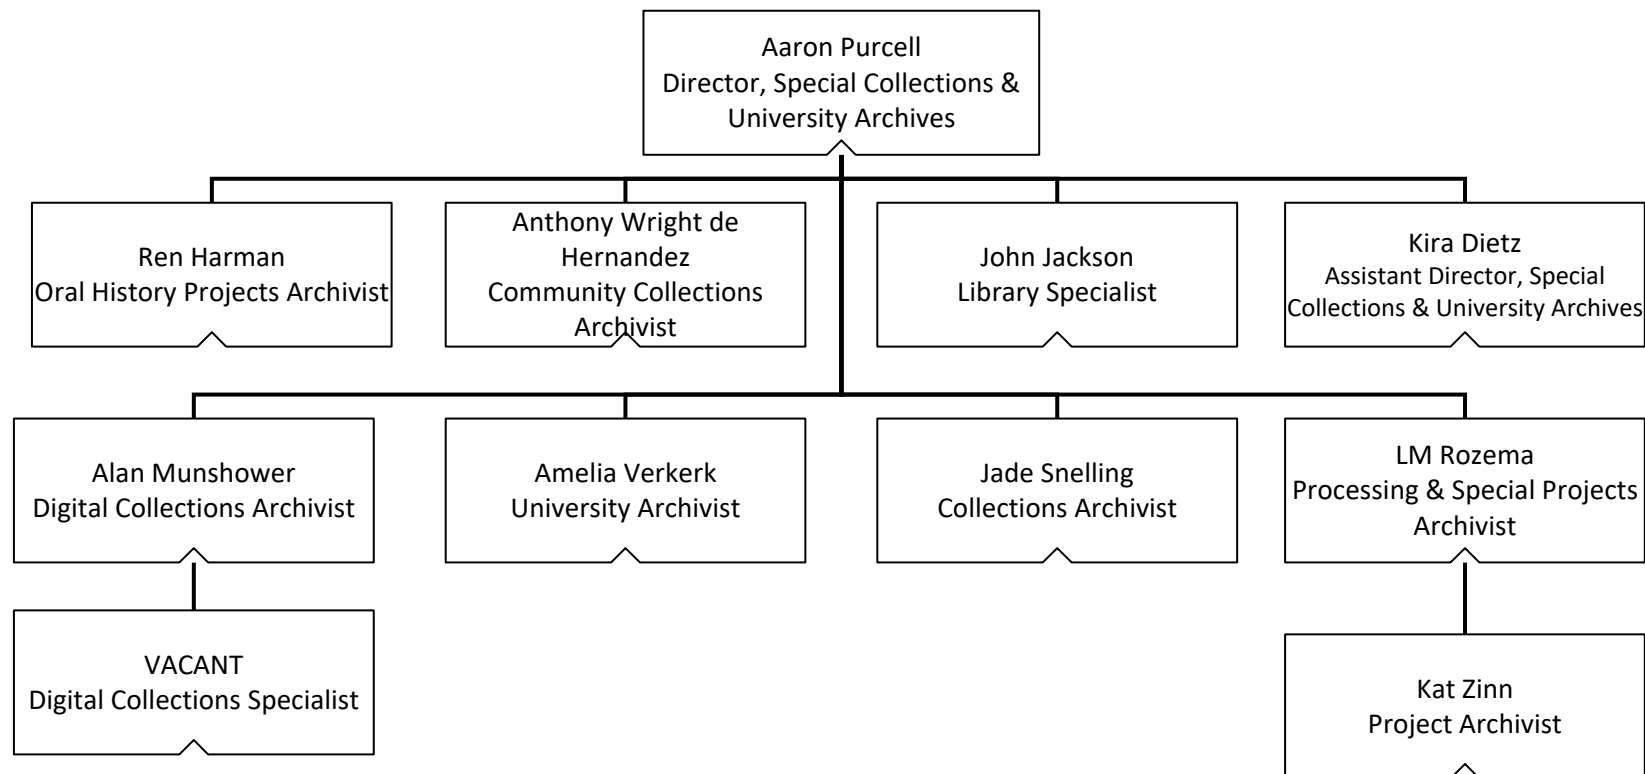 Aaron Purcell
Director, Special Collections &
University Archives
Ren Harman
Oral History Projects Archivist
Anthony Wright de
Hernandez
Community Collections
Archivist
John Jackson
Library Specialist
Kira Dietz
Assistant Director, Special
Collections & University Archives
Alan Munshower
Digital Collections Archivist
Amelia Verkerk
University Archivist
Jade Snelling
Collections Archivist
LM Rozema
Processing & Special Projects
Archivist
VACANT
Digital Collections Specialist
Kat Zinn
Project Archivist